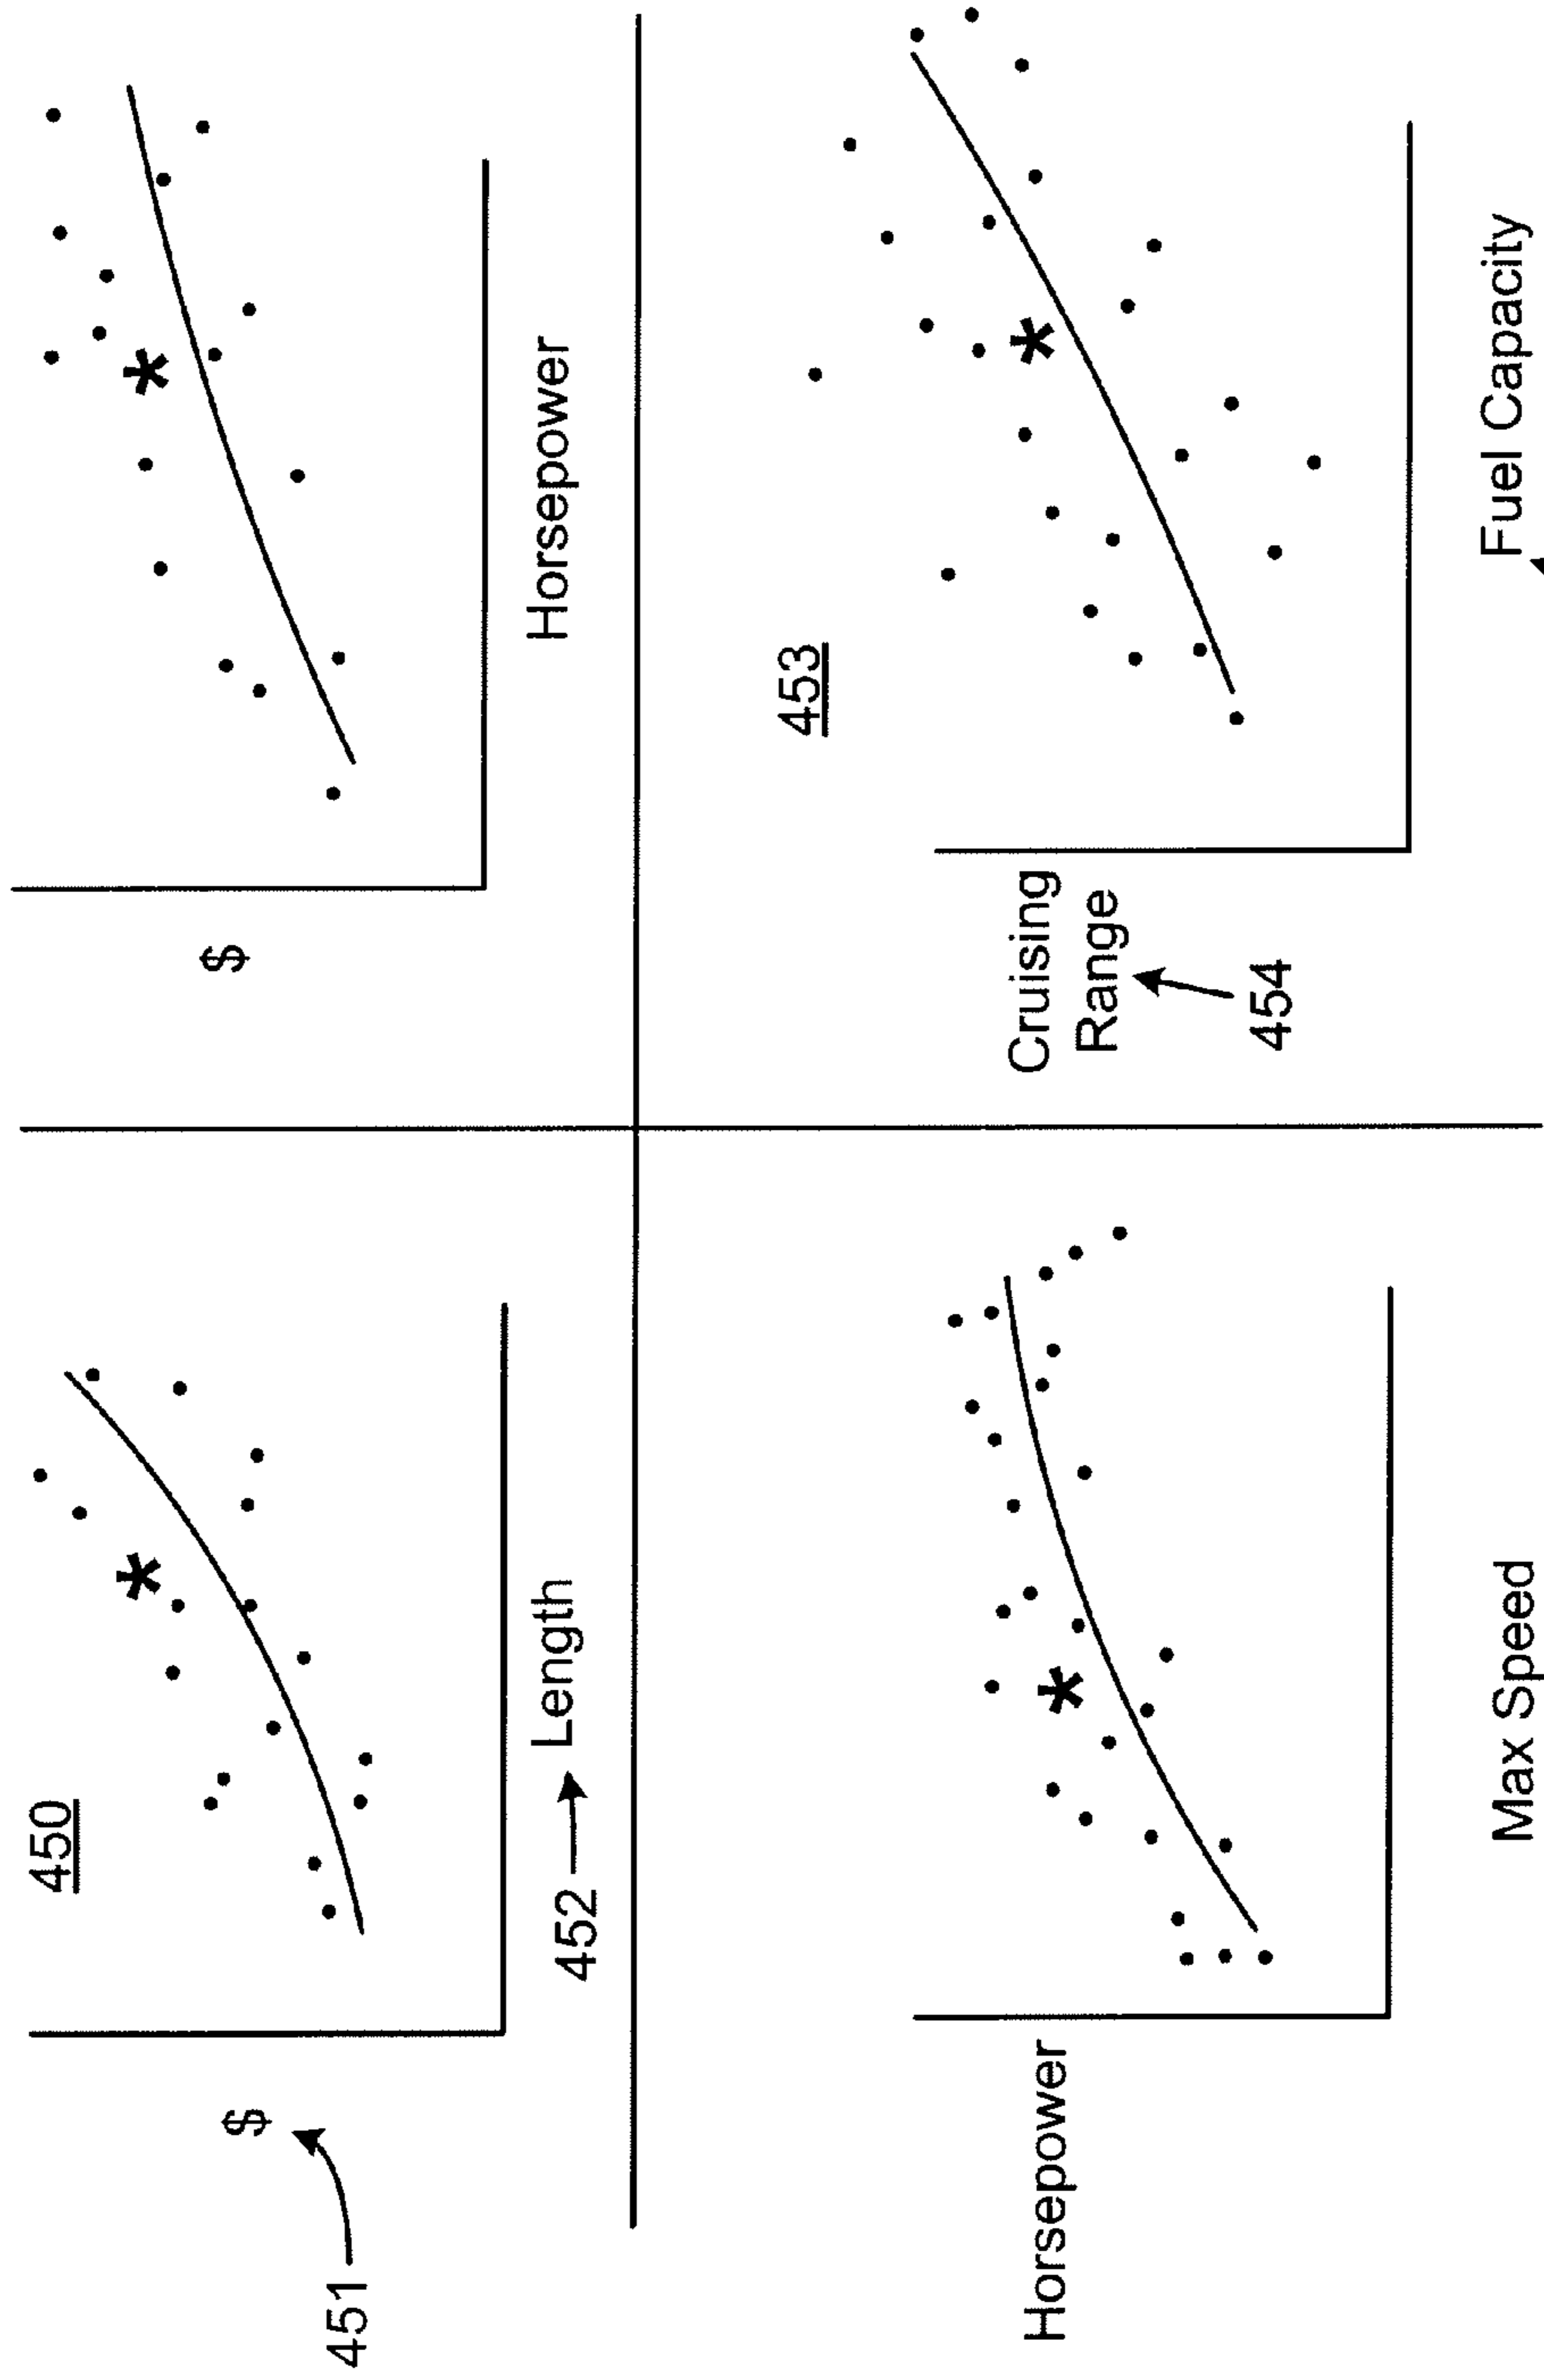 450
$
451
452
Length
$
Horsepower
Horsepower
Max Speed
453
Cruising
Range
454
Fuel Capacity